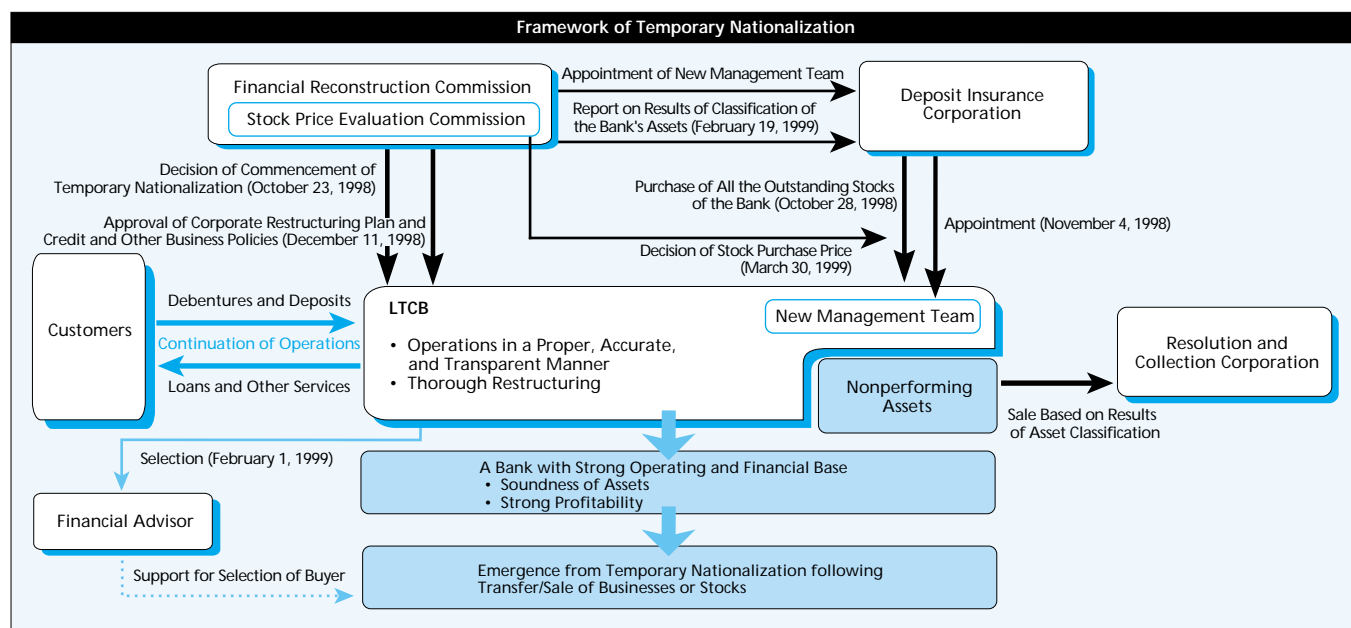 Framework of Temporary Nationalization
Financial Reconstruction Commission
Stock Price Evaluation Commission
Appointment of New Management Team
Report on Results of Classification of
the Bank's Assets (February 19, 1999)
Deposit Insurance
Corporation
Decision of Commencement of
Temporary Nationalization (October 23, 1998)
Approval of Corporate Restructuring Plan and
Credit and Other Business Policies (December 11, 1998)
Purchase of All the Outstanding Stocks
of the Bank (October 28, 1998)
Appointment (November 4, 1998)
Decision of Stock Purchase Price
(March 30, 1999)
Customers
Debentures and Deposits
Continuation of Operations
Loans and Other Services
LTCB
• Operations in a Proper, Accurate,
and Transparent Manner
• Thorough Restructuring
New Management Team
Nonperforming
Assets
Resolution and
Collection Corporation
Sale Based on Results
of Asset Classification
Selection (February 1, 1999)
Financial Advisor
A Bank with Strong Operating and Financial Base
• Soundness of Assets
• Strong Profitability
Support for Selection of Buyer
Emergence from Temporary Nationalization following
Transfer/Sale of Businesses or Stocks